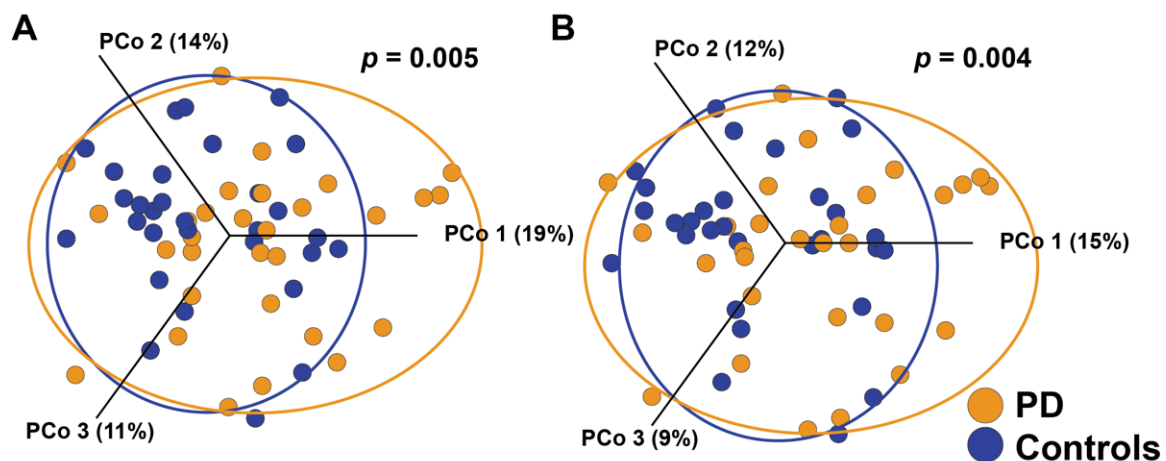 A
PCo 2 (14%)
p = 0.005
PCo 1 (19%)
PCo 3 (11%)
B
PCo 2 (12%)
p = 0.004
PCo 1 (15%)
PCo 3 (9%)
PD
Controls